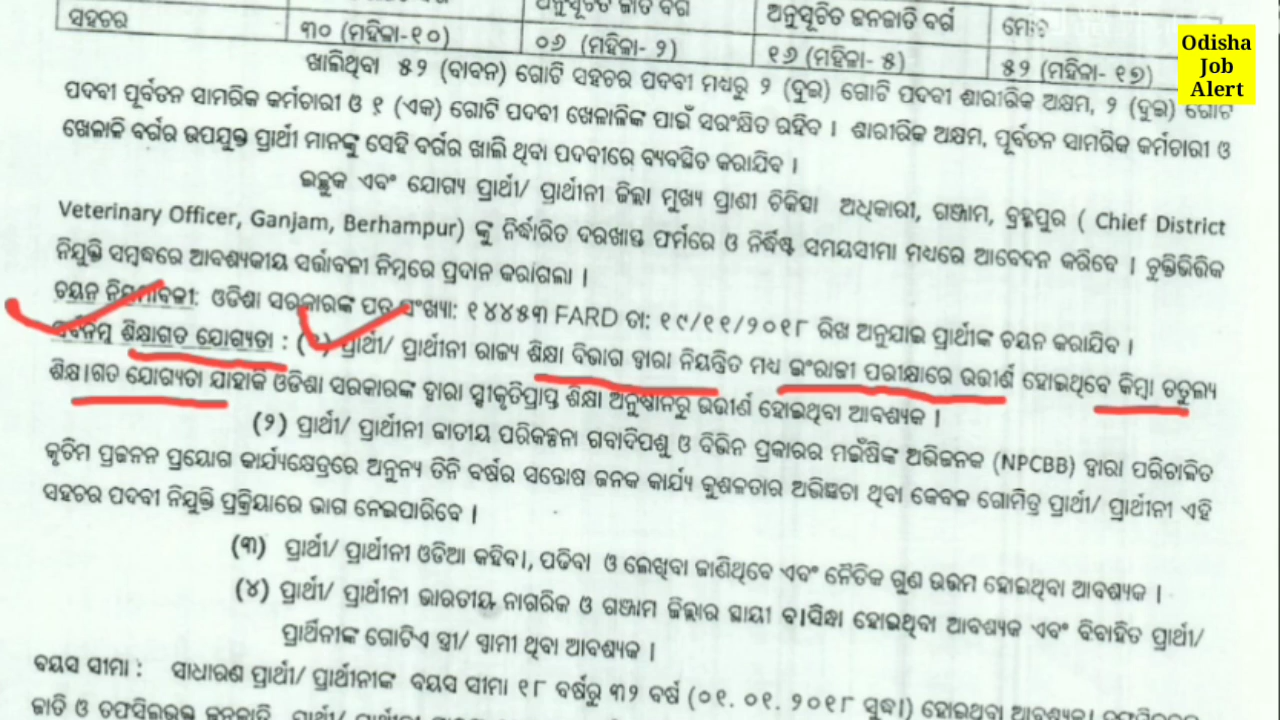 ଅନୁସୂଚିତ ଜାତି ବର୍ଗ ଅନୁସୂଚିତ ଜନଜାତି ବର୍ଗ ମୋଟ
ସହଚର ୩୦ (ମହିଳା-୧୦) ୦୬ (ମହିଳା- ୨) ୧୬ (ମହିଳା- ୫) ୫୨ (ମହିଳା- ୧୭)
Odisha
Job
Alert
ଖାଲିଥିବା ୫୨ (ବାବନ) ଗୋଟି ସହଚର ପଦବୀ ମଧ୍ଯରୁ ୨ (ଦୁଇ) ଗୋଟି ପଦବୀ ଶାରୀରିକ ଅକ୍ଷମ, ୨ (ଦୁଇ) ଗୋଟି
ପଦବୀ ପୂର୍ବତନ ସାମରିକ କର୍ମଚାରୀ ଓ ୧ (ଏକ) ଗୋଟି ପଦବୀ ଖେଳାଳିଙ୍କ ପାଇଁ ସରଂକ୍ଷିତ ରହିବ । ଶାରୀରିକ ଅକ୍ଷମ, ପୂର୍ବତନ ସାମରିକ କର୍ମଚାରୀ ଓ
ଖେଳାଳି ବର୍ଗର ଉପଯୁକ୍ତ ପ୍ରାର୍ଥୀ ମାନଙ୍କୁ ସେହି ବର୍ଗର ଖାଲି ଥିବା ପଦବୀରେ ବ୍ୟବସ୍ଥିତ କରାଯିବ ।
ଇଚ୍ଛୁକ ଏବଂ ଯୋଗ୍ୟ ପ୍ରାର୍ଥୀ/ ପ୍ରାର୍ଥୀନୀ ଜିଲ୍ଲା ମୁଖ୍ୟ ପ୍ରାଣୀ ଚିକିତ୍ସା ଅଧିକାରୀ, ଗଞ୍ଜାମ, ବ୍ରହ୍ମପୁର ( Chief District
Veterinary Officer, Ganjam, Berhampur) ଙ୍କୁ ନିର୍ଦ୍ଧାରିତ ଦରଖାସ୍ତ ଫର୍ମରେ ଓ ନିର୍ଦ୍ଧିଷ୍ଟ ସମୟସୀମା ମଧ୍ୟରେ ଆବେଦନ କରିବେ । ଚୁକ୍ତିଭିତ୍ତିକ
ନିଯୁକ୍ତି ସମ୍ବନ୍ଧରେ ଆବଶ୍ୟକୀୟ ସର୍ତ୍ତାବଳୀ ନିମ୍ନରେ ପ୍ରଦାନ କରାଗଲା ।
ଚୟନ ନିୟମାବଳୀ: ଓଡିଶା ସରକାରଙ୍କ ପତ୍ର ସଂଖ୍ୟା: ୧୪୪୫୩ FARD ତା: ୧୯/୧୧/୨୦୧୮ ରିଖ ଅନୁଯାଇ ପ୍ରାର୍ଥୀଙ୍କ ଚୟନ କରାଯିବ ।
ସର୍ବନିମ୍ନ ଶିକ୍ଷାଗତ ଯୋଗ୍ୟତା : (୧) ପ୍ରାର୍ଥୀ/ ପ୍ରାର୍ଥୀନୀ ରାଜ୍ୟ ଶିକ୍ଷା ବିଭାଗ ଦ୍ୱାରା ନିୟନ୍ତ୍ରିତ ମଧ୍ୟ ଇଂରାଜୀ ପରୀକ୍ଷାରେ ଉତ୍ତୀର୍ଣ ହୋଇଥିବେ କିମ୍ବା ତତୁଲ୍ୟ
ଶିକ୍ଷାଗତ ଯୋଗ୍ୟତା ଯାହାକି ଓଡିଶା ସରକାରଙ୍କ ଦ୍ୱାରା ସ୍ବୀକୃତିପ୍ରାପ୍ତ ଶିକ୍ଷା ଅନୁଷ୍ଠାନରୁ ଉତ୍ତୀର୍ଣ ହୋଇଥିବା ଆବଶ୍ୟକ ।
(୨) ପ୍ରାର୍ଥୀ/ ପ୍ରାର୍ଥୀନୀ ଜାତୀୟ ପରିକଳ୍ପନା ଗବାଦିପଶୁ ଓ ବିଭିନ ପ୍ରକାରର ମଇଁଷିଙ୍କ ଅଭିଜନକ (NPCBB) ଦ୍ୱାରା ପରିଚାଳିତ
କୃତିମ ପ୍ରଜନନ ପ୍ରୟୋଗ କାର୍ଯ୍ୟକ୍ଷେତ୍ରରେ ଅନୁନ୍ୟ ତିନି ବର୍ଷର ସନ୍ତୋଷ ଜନକ କାର୍ଯ୍ୟ କୁଶଳତାର ଅଭିଜ୍ଞତା ଥିବା କେବଳ ଗୋମିତ୍ର ପ୍ରାର୍ଥୀ/ ପ୍ରାର୍ଥୀନୀ ଏହି
ସହଚର ପଦବୀ ନିଯୁକ୍ତି ପ୍ରକ୍ରିୟାରେ ଭାଗ ନେଇପାରିବେ ।
(୩) ପ୍ରାର୍ଥୀ/ ପ୍ରାର୍ଥୀନୀ ଓଡିଆ କହିବା, ପଢିବା ଓ ଲେଖିବା ଜାଣିଥିବେ ଏବଂ ନୈତିକ ଗୁଣ ଉତ୍ତମ ହୋଇଥିବା ଆବଶ୍ୟକ ।
(୪) ପ୍ରାର୍ଥୀ/ ପ୍ରାର୍ଥୀନୀ ଭାରତୀୟ ନାଗରିକ ଓ ଗଞ୍ଜାମ ଜିଲ୍ଲାର ସ୍ଥାୟୀ ବାସିନ୍ଦା ହୋଇଥିବା ଆବଶ୍ୟକ ଏବଂ ବିବାହିତ ପ୍ରାର୍ଥୀ/
ପ୍ରାର୍ଥିନୀଙ୍କ ଗୋଟିଏ ସ୍ତ୍ରୀ/ ସ୍ୱାମୀ ଥିବା ଆବଶ୍ୟକ ।
ବୟସ ସୀମା : ସାଧାରଣ ପ୍ରାର୍ଥୀ/ ପ୍ରାର୍ଥୀନୀଙ୍କ ବୟସ ସୀମା ୧୮ ବର୍ଷରୁ ୩୨ ବର୍ଷ (୦୧. ୦୧. ୨୦୧୮ ସୁଦ୍ଧା) ହୋଇଥିବା ଆବଶ୍ୟକ।
ଜାତି ଓ ତଫସିଲଭୁକ୍ତ ଜନଜାତି ପ୍ରାର୍ଥୀ/